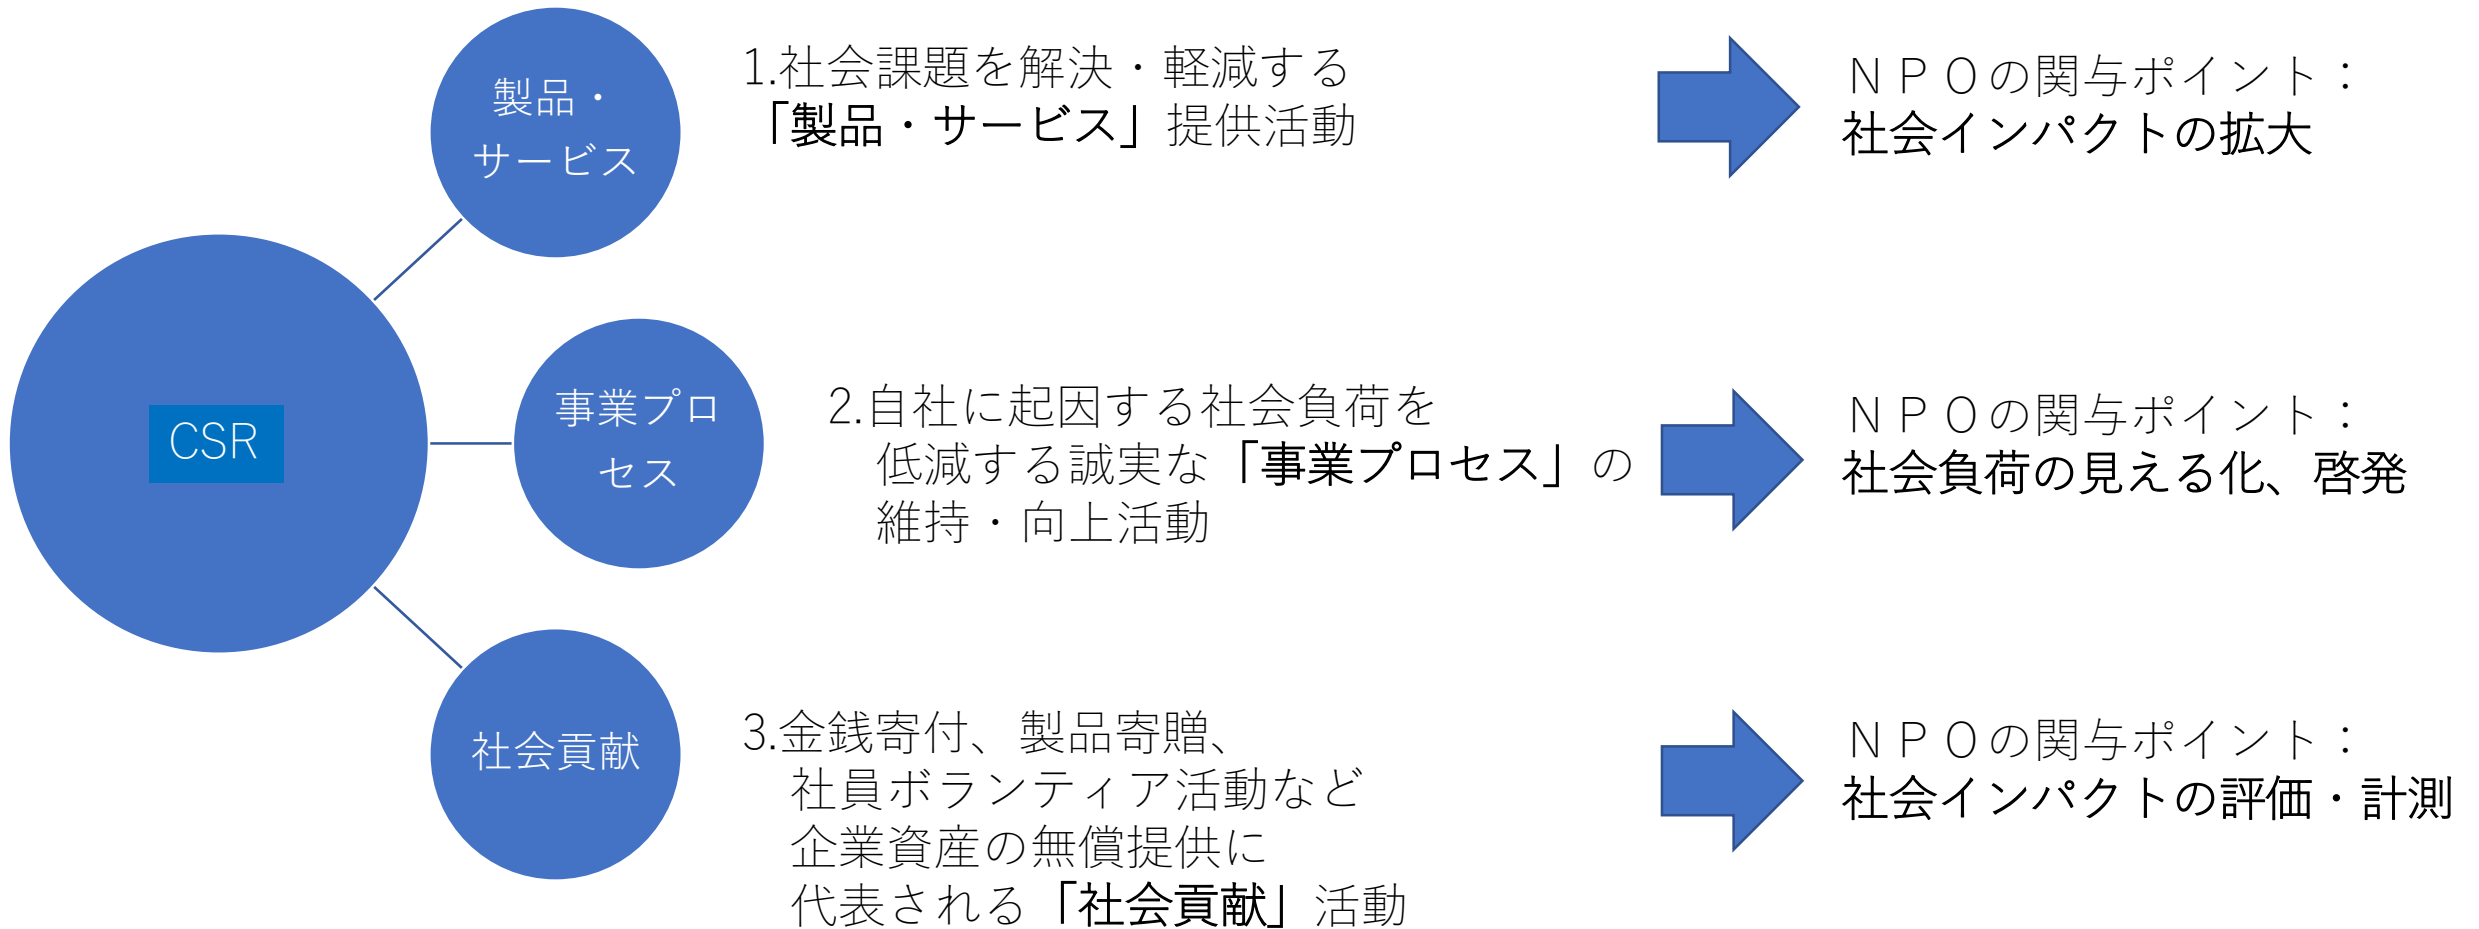 製品・
サービス
1.社会課題を解決・軽減する
「製品・サービス」提供活動
ＮＰＯの関与ポイント：
社会インパクトの拡大
CSR
事業プロ
セス
2.自社に起因する社会負荷を
低減する誠実な「事業プロセス」の
維持・向上活動
ＮＰＯの関与ポイント：
社会負荷の見える化、啓発
社会貢献
3.金銭寄付、製品寄贈、
社員ボランティア活動など
企業資産の無償提供に
代表される「社会貢献」活動
ＮＰＯの関与ポイント：
社会インパクトの評価・計測